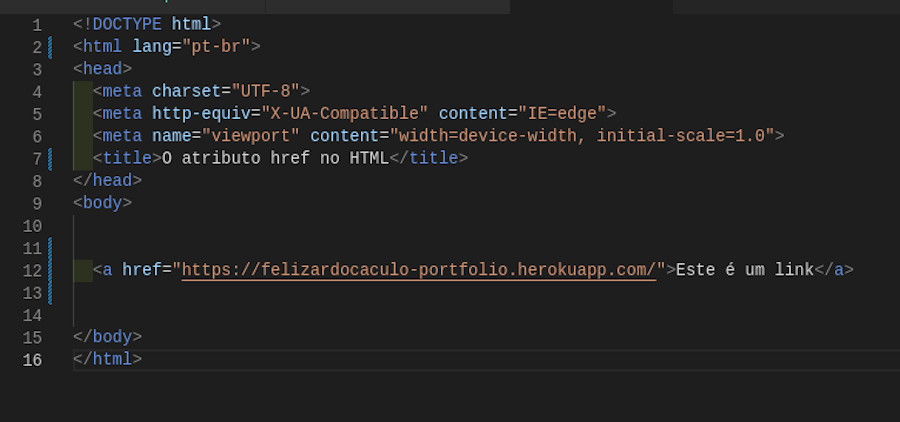 1 <!DOCTYPE html>
2 <html lang="pt-br">
3 <head>
4 <meta charset="UTF-8">
5 <meta http-equiv="X-UA-Compatible" content="IE=edge">
6 <meta name="viewport" content="width=device-width, initial-scale=1.0">
7 <title>O atributo href no HTML</title>
8 </head>
9 <body>
10
11
12 <a href="https://felizardocaculo-portfolio.herokuapp.com/">Este é um link</a>
13
14
15 </body>
16 </html>